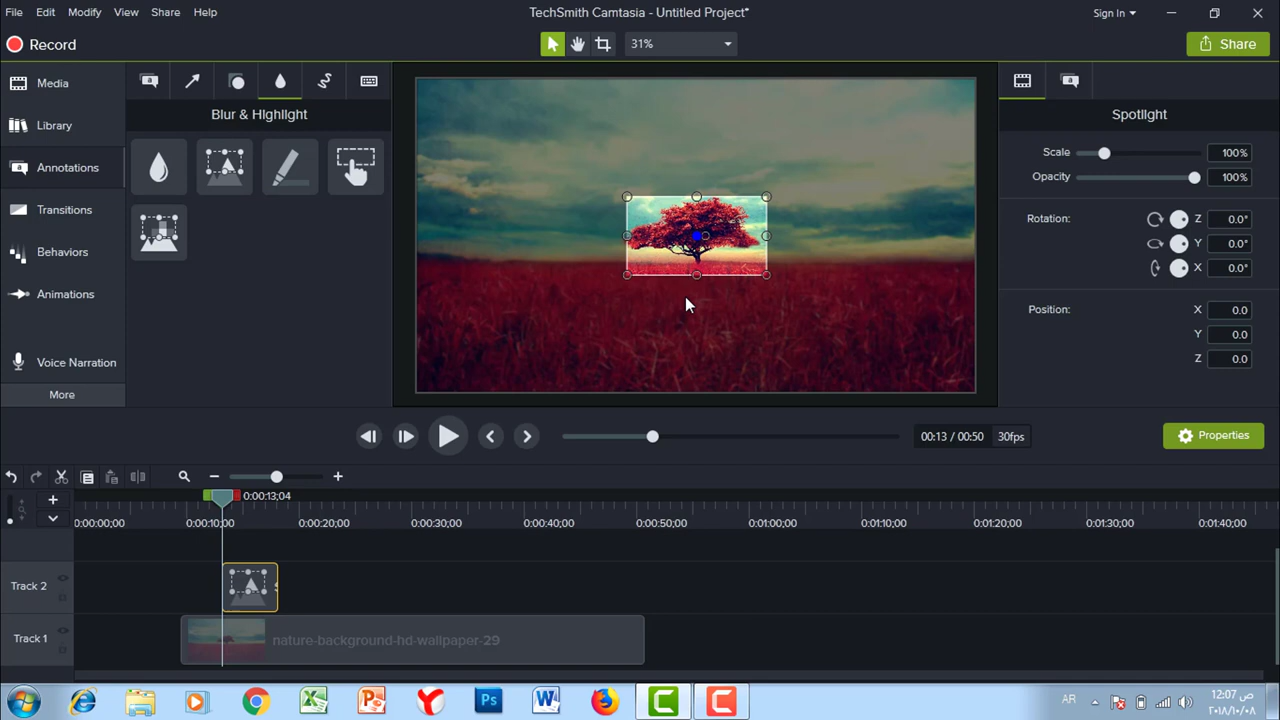 File Edit Modify View Share Help
TechSmith Camtasia - Untitled Project*
Sign In
Record
31%
Share
Media
Library
Annotations
Transitions
Behaviors
Animations
Voice Narration
More
Blur & Highlight
Spotlight
Scale 100%
Opacity 100%
Rotation: Z 0.0°
Y 0.0°
X 0.0°
Position: X 0.0
Y 0.0
Z 0.0
00:13 / 00:50 30fps
Properties
0:00:13;04
0:00:00;00 0:00:10;00 0:00:20;00 0:00:30;00 0:00:40;00 0:00:50;00 0:01:00;00 0:01:10;00 0:01:20;00 0:01:30;00 0:01:40;00
Track 2
Track 1
nature-background-hd-wallpaper-29
AR
12:07 ص
٢٠١٨/١٠/٠٨